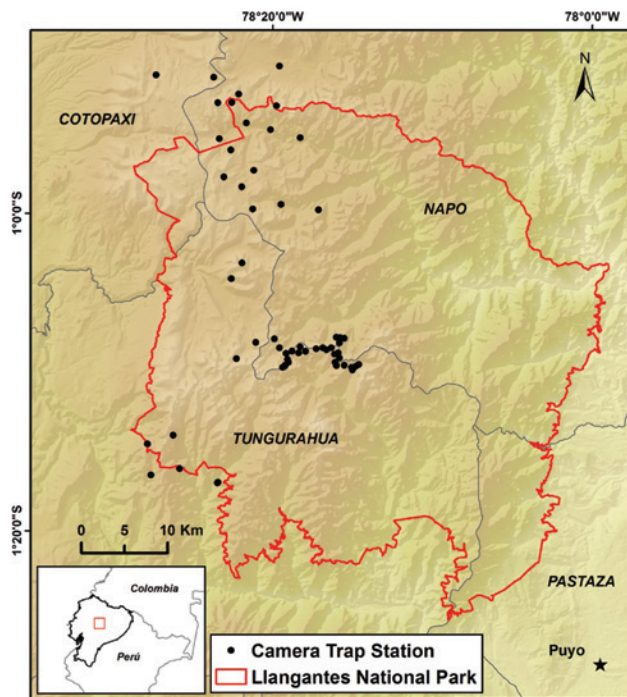 78°20'0"W 78°0'0"W
N
COTOPAXI
NAPO
1°0'0"S
TUNGURAHUA
1°20'0"S
0 5 10 Km
PASTAZA
Colombia
Perú
Puyo
Camera Trap Station
Llangantes National Park